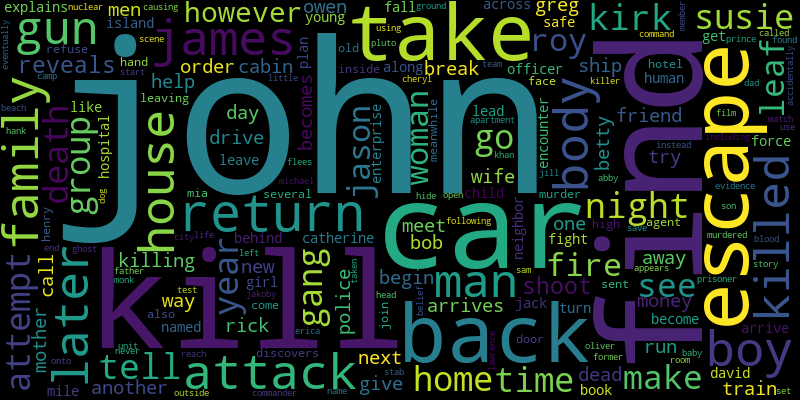 explains
nuclear
causing
men
however
owen
young
across
greg
safe
kirk
command
member
susie
gun
island
james
take
fall
ground
using
pluto
roy
reveals
scene
hand
order
cabin
plan
old
inside
along
break
team
cheryl
officer
face
killer
hotel
human
get
prince
called
found
accidentally
dad
camp
start
help
becomes
ship
leaf
family
death
like
leaving
day
jason
enterprise
meanwhile
woman
lead
apartment
encounter
friend
film
beach
hank
group
hospital
house
john
drive
leave
go
khan
jill
betty
body
try
force
watch
use
flees
michael
wife
abby
instead
find
escape
mia
several
return
car
hide
open
child
murder
night
evidence
henry
dog
citylife
behind
catherine
meet
bob
following
neighbor
one
high
save
agent
son
murdered
killed
end
ghost
left
fight
appears
attempt
later
killing
year
new
girl
gang
police
taken
begin
man
sam
fire
away
see
blood
call
father
monk
test
jakoby
come
head
join
belief
arrives
shoot
sent
money
prisoner
story
mother
way
also
named
rick
erica
back
jack
turn
become
arrive
unit
never
kill
reach
discovers
next
lawrence
door
oliver
former
run
baby
room
boy
tell
attack
give
stab
home
time
dead
make
david
onto
mile
another
outside
commander
name
book
train
set